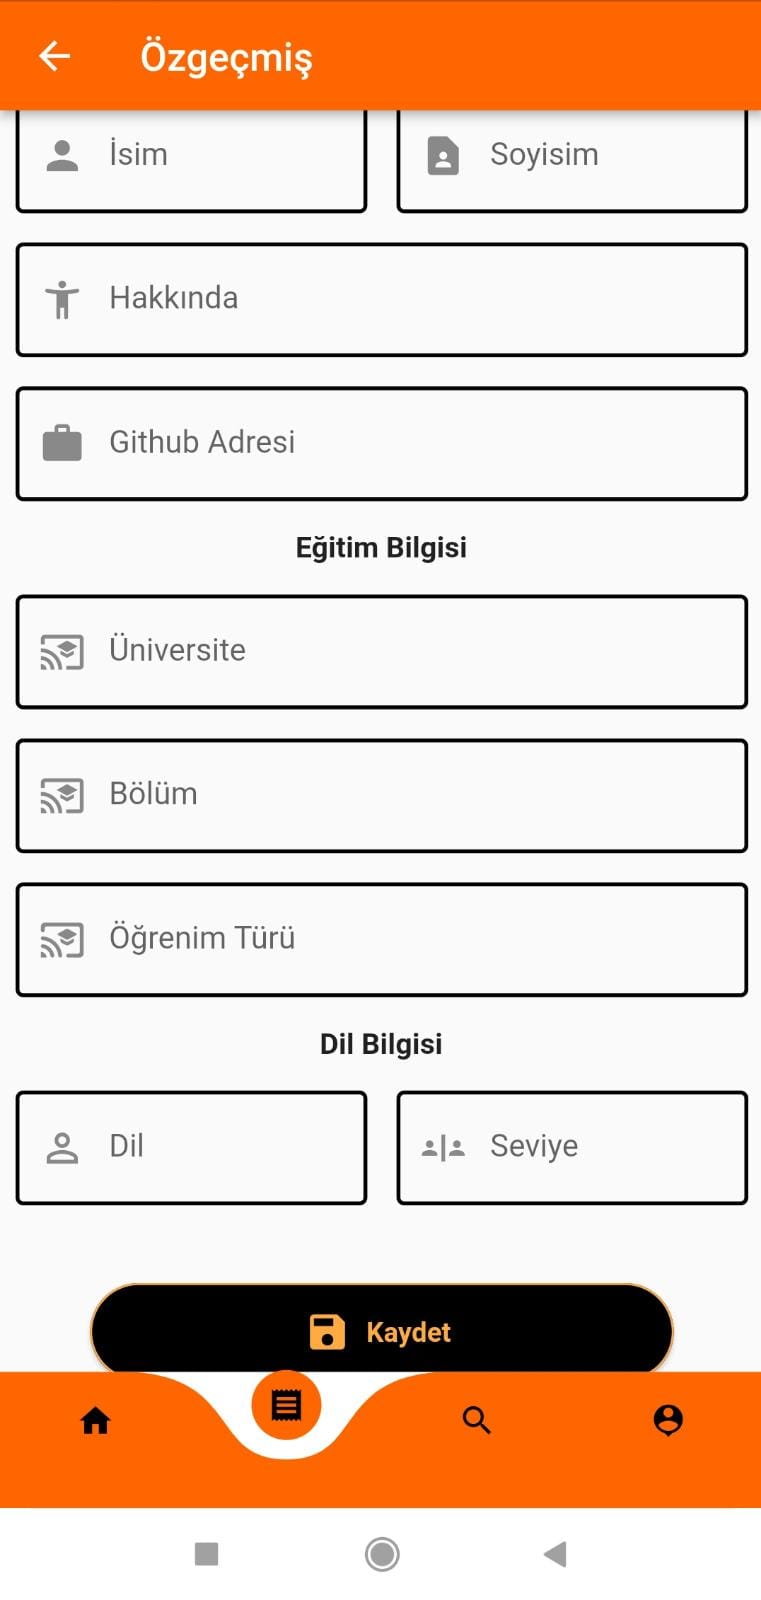 Özgeçmiş
İsim
Soyisim
Hakkında
Github Adresi
Eğitim Bilgisi
Üniversite
Bölüm
Öğrenim Türü
Dil Bilgisi
Dil
Seviye
Kaydet